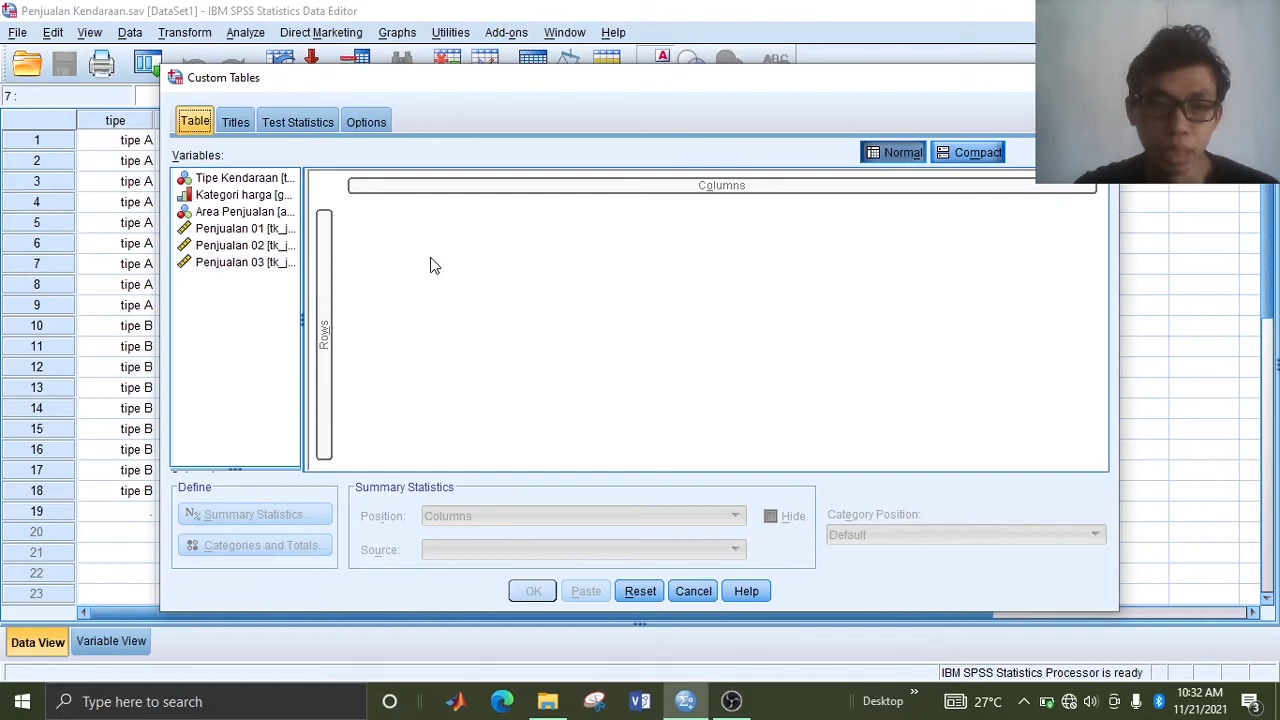 Penjualan Kendaraan.sav [DataSet1] - IBM SPSS Statistics Data Editor
File Edit View Data Transform Analyze Direct Marketing Graphs Utilities Add-ons Window Help
7 :
Custom Tables
Table Titles Test Statistics Options
Variables:
Normal Compact
Tipe Kendaraan [t...
Kategori harga [g...
Area Penjualan [a...
Penjualan 01 [tk_j...
Penjualan 02 [tk_j...
Penjualan 03 [tk_j...
Columns
Rows
Define
Summary Statistics...
Categories and Totals...
Summary Statistics
Position: Columns
Hide
Source:
Category Position:
Default
OK Paste Reset Cancel Help
tipe
1 tipe A
2 tipe A
3 tipe A
4 tipe A
5 tipe A
6 tipe A
7 tipe A
8 tipe A
9 tipe A
10 tipe B
11 tipe B
12 tipe B
13 tipe B
14 tipe B
15 tipe B
16 tipe B
17 tipe B
18 tipe B
19 .
20
21
22
23
Data View Variable View
IBM SPSS Statistics Processor is ready
Type here to search
Desktop
27°C
10:32 AM
11/21/2021
3